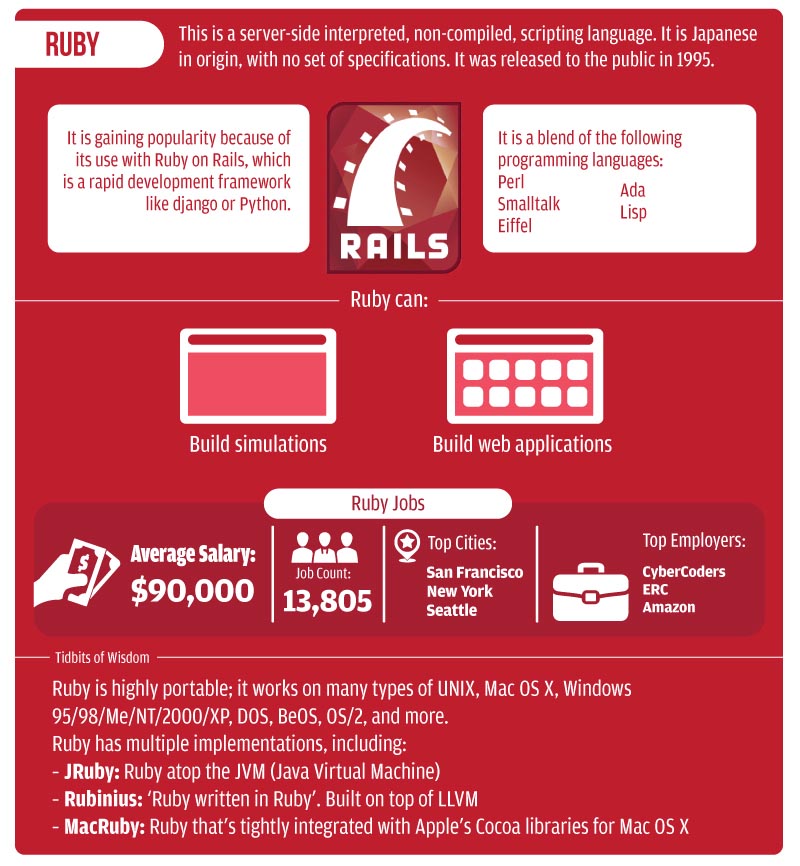 RUBY
This is a server-side interpreted, non-compiled, scripting language. It is Japanese
in origin, with no set of specifications. It was released to the public in 1995.
It is gaining popularity because of
its use with Ruby on Rails, which
is a rapid development framework
like django or Python.
RAILS
It is a blend of the following
programming languages:
Perl
Smalltalk
Eiffel
Ada
Lisp
Ruby can:
Build simulations
Build web applications
Ruby Jobs
Average Salary:
$90,000
Job Count:
13,805
Top Cities:
San Francisco
New York
Seattle
Top Employers:
CyberCoders
ERC
Amazon
Tidbits of Wisdom
Ruby is highly portable; it works on many types of UNIX, Mac OS X, Windows
95/98/Me/NT/2000/XP, DOS, BeOS, OS/2, and more.
Ruby has multiple implementations, including:
- JRuby: Ruby atop the JVM (Java Virtual Machine)
- Rubinius: ‘Ruby written in Ruby’. Built on top of LLVM
- MacRuby: Ruby that’s tightly integrated with Apple’s Cocoa libraries for Mac OS X